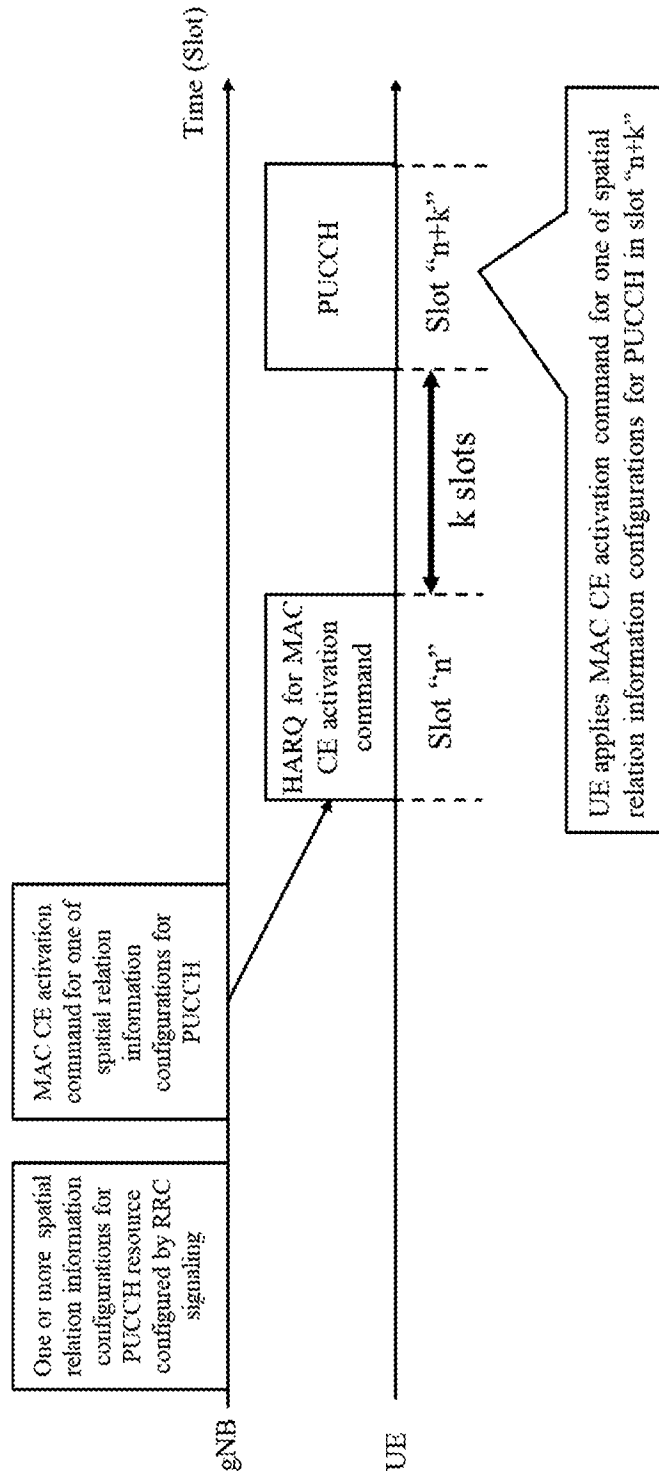 One or more spatial
relation information
configurations for
PUCCH resource
configured by RRC
signaling
MAC CE activation
command for one of
spatial relation
information
configurations for
PUCCH
gNB
Time (Slot)
HARQ for MAC
CE activation
command
PUCCH
UE
Slot “n”
k slots
Slot “n+k”
UE applies MAC CE activation command for one of spatial
relation information configurations for PUCCH in slot “n+k”